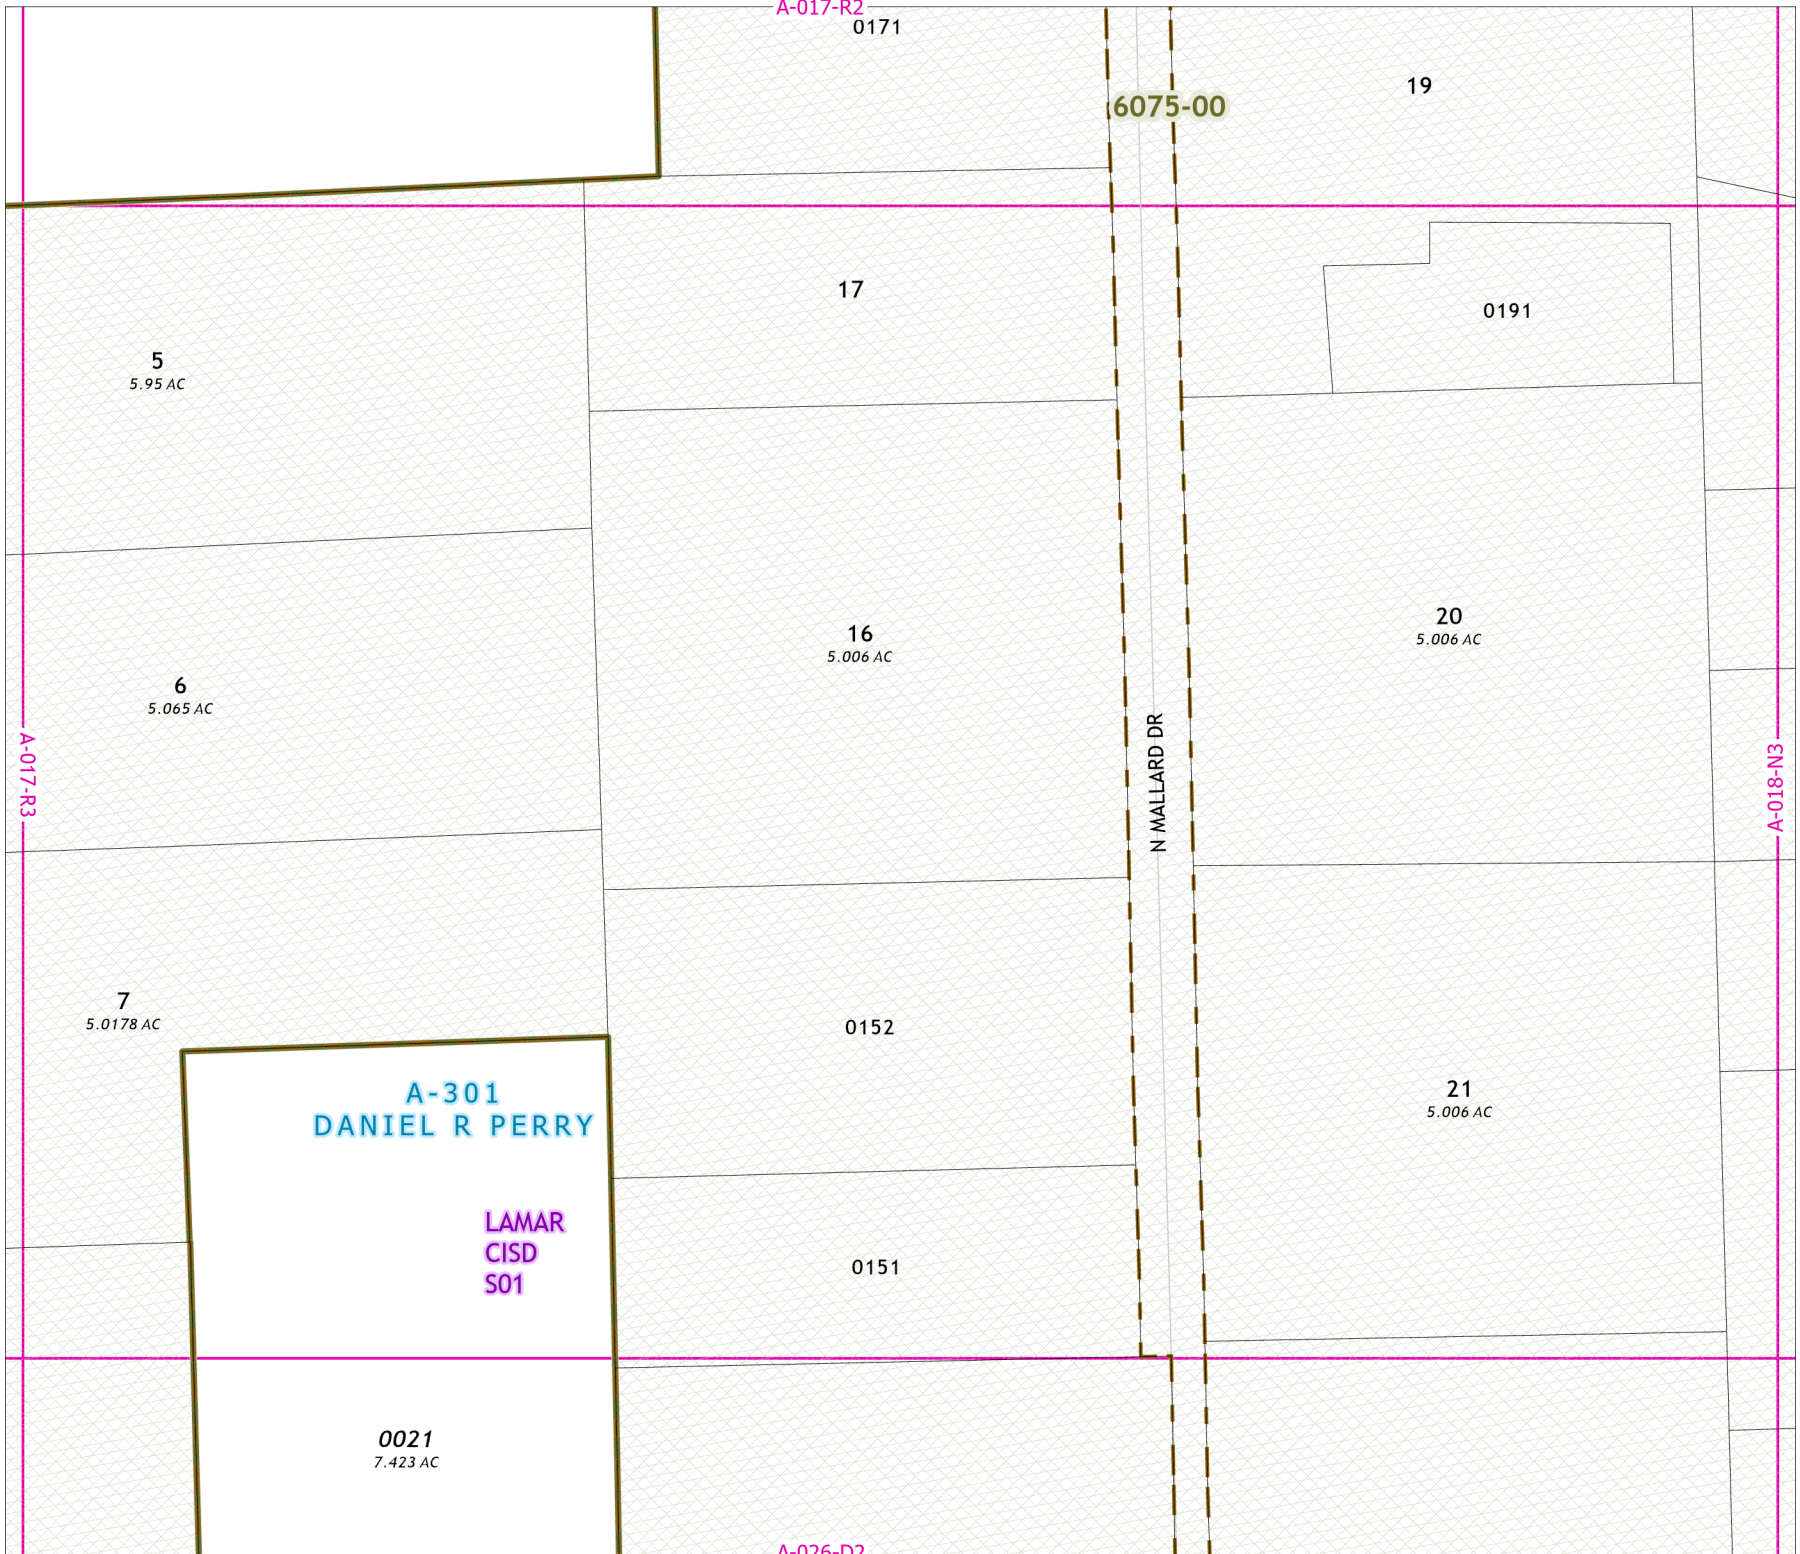 A-017-R2
0171
19
6075-00
17
0191
5
5.95 AC
20
5.006 AC
16
5.006 AC
6
5.065 AC
N MALLARD DR
A-017-R3
A-018-N3
7
5.0178 AC
0152
A-301
DANIEL R PERRY
21
5.006 AC
LAMAR
CISD
S01
0151
0021
7.423 AC
A-026-D2